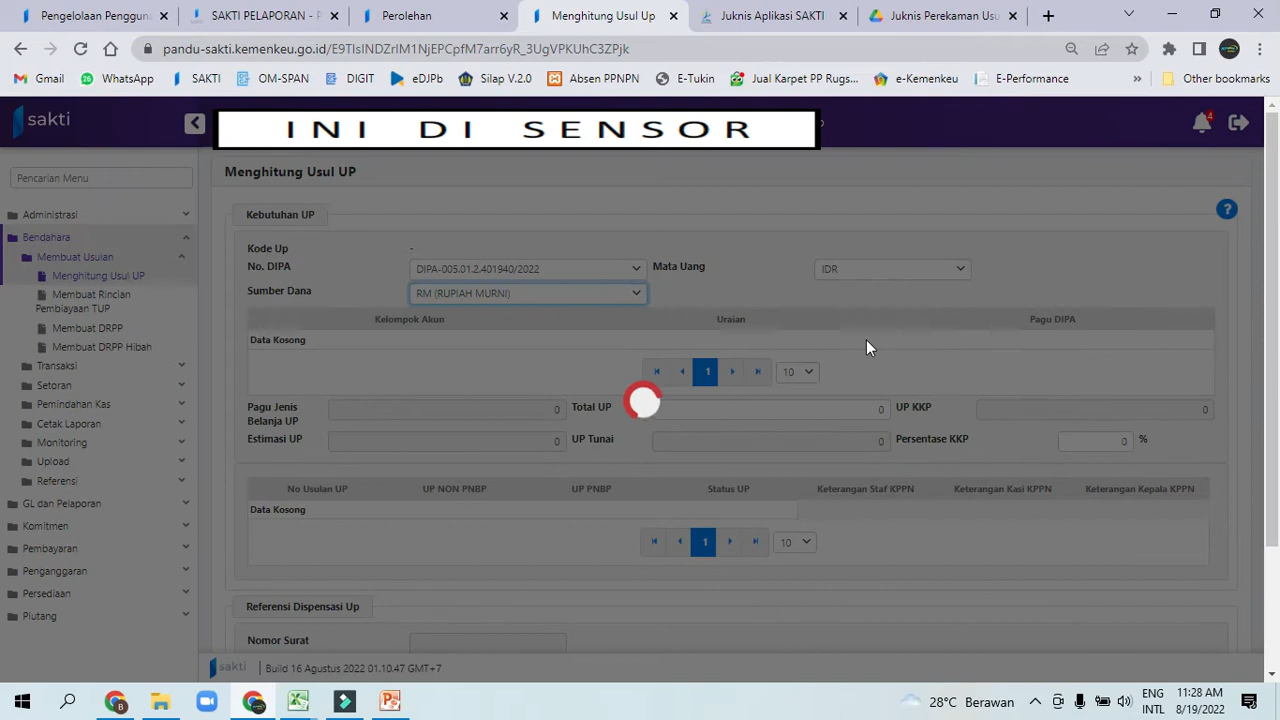 Pengelolaan Penggunc
SAKTI PELAPORAN - P
Perolehan
Menghitung Usul Up
Juknis Aplikasi SAKTI
Juknis Perekaman Usu
pandu-sakti.kemenkeu.go.id/E9TIsINDZrIM1NjEPCpfM7arr6yR_3UgVPKUhC3ZPjk
Gmail
WhatsApp
SAKTI
OM-SPAN
DIGIT
eDJPb
Silap V.2.0
Absen PPNPN
E-Tukin
Jual Karpet PP Rugs...
e-Kemenkeu
E-Performance
»
Other bookmarks
sakti
INI DI SENSOR
4
Pencarian Menu
Administrasi
Bendahara
Membuat Usulan
Menghitung Usul UP
Membuat Rincian
Pembiayaan TUP
Membuat DRPP
Membuat DRPP Hibah
Transaksi
Setoran
Pemindahan Kas
Cetak Laporan
Monitoring
Upload
Referensi
GL dan Pelaporan
Komitmen
Pembayaran
Penganggaran
Persediaan
Piutang
Menghitung Usul UP
Kebutuhan UP
?
Kode Up -
No. DIPA DIPA-005.01.2.401940/2022 Mata Uang IDR
Sumber Dana RM (RUPIAH MURNI)
Kelompok Akun Uraian Pagu DIPA
Data Kosong
1 10
Pagu Jenis
Belanja UP 0 Total UP 0 UP KKP 0
Estimasi UP 0 UP Tunai 0 Persentase KKP 0 %
No Usulan UP UP NON PNBP UP PNBP Status UP Keterangan Staf KPPN Keterangan Kasi KPPN Keterangan Kepala KPPN
Data Kosong
1 10
Referensi Dispensasi Up
Nomor Surat
sakti | Build 16 Agustus 2022 01.10.47 GMT+7
28°C Berawan
ENG
INTL
11:28 AM
8/19/2022